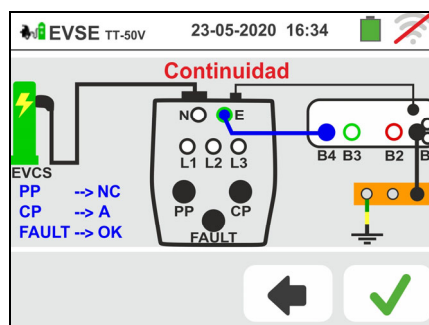 EVSE TT-50V 23-05-2020 16:34
Continuidad
N E
L1 L2 L3
B4 B3 B2 B
EVCS
PP --> NC
CP --> A
FAULT --> OK
PP CP
FAULT